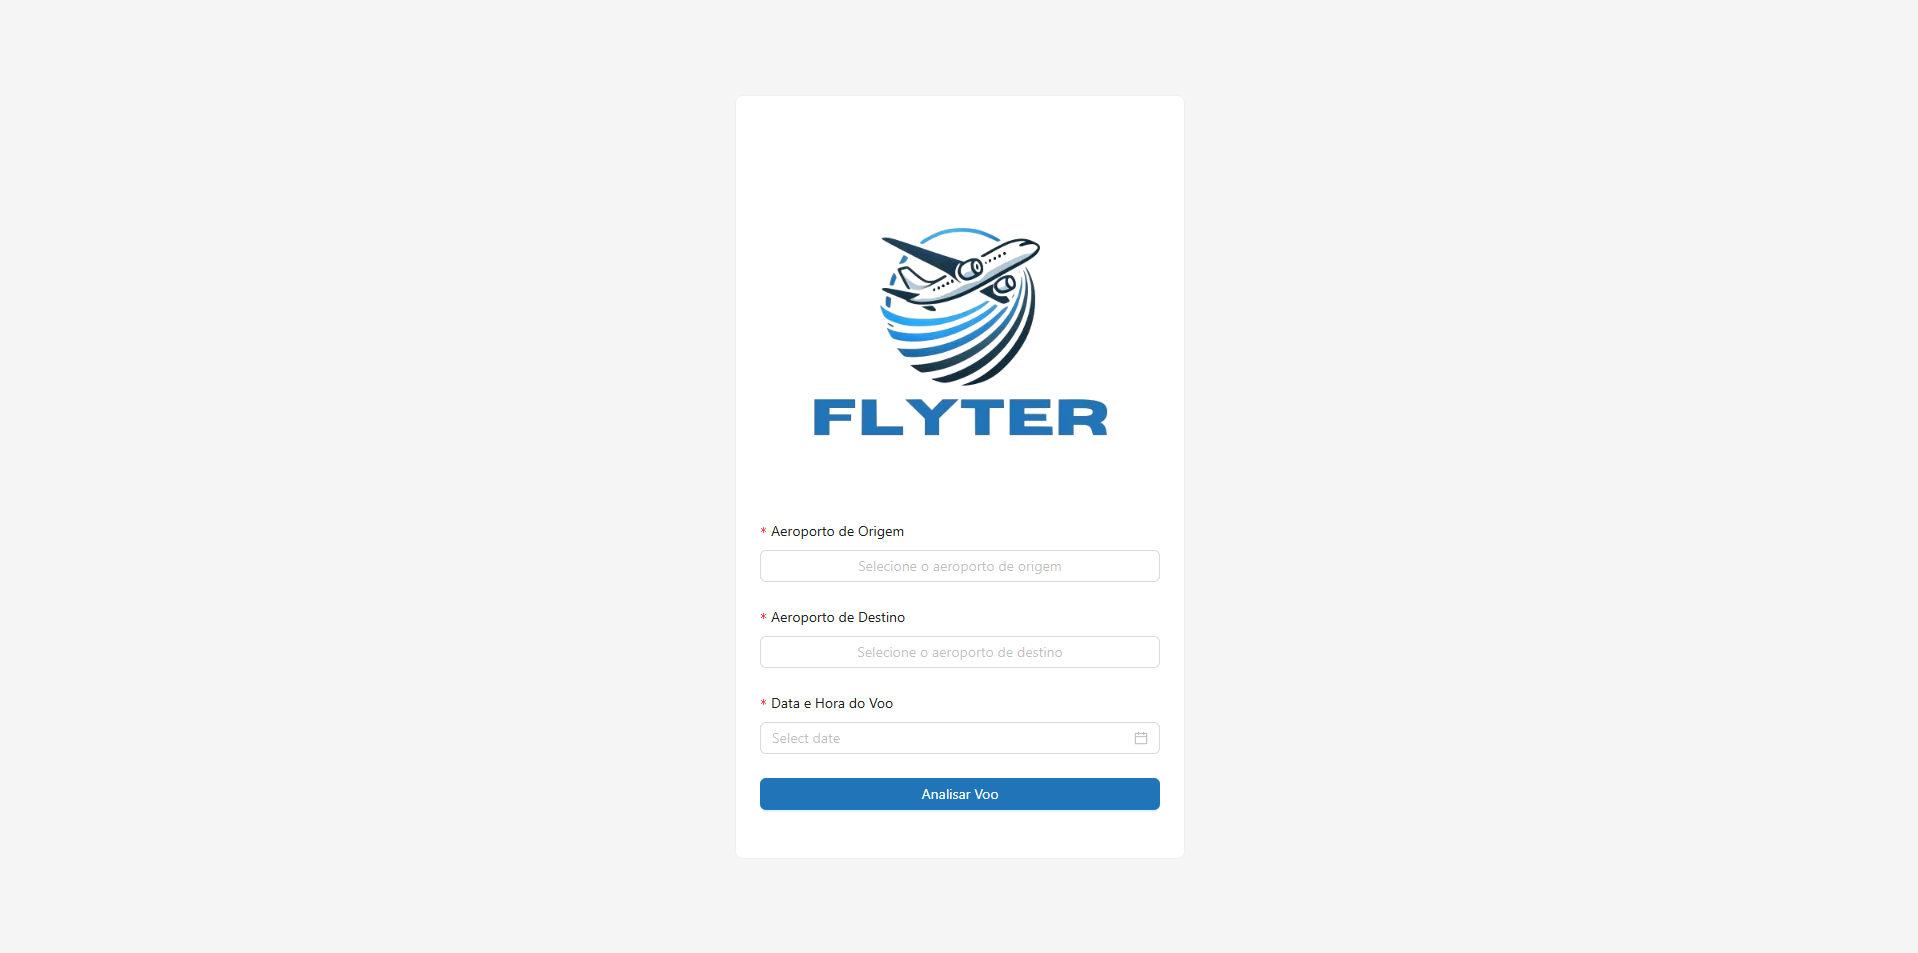 FLYTER
* Aeroporto de Origem
Selecione o aeroporto de origem
* Aeroporto de Destino
Selecione o aeroporto de destino
* Data e Hora do Voo
Select date
Analisar Voo